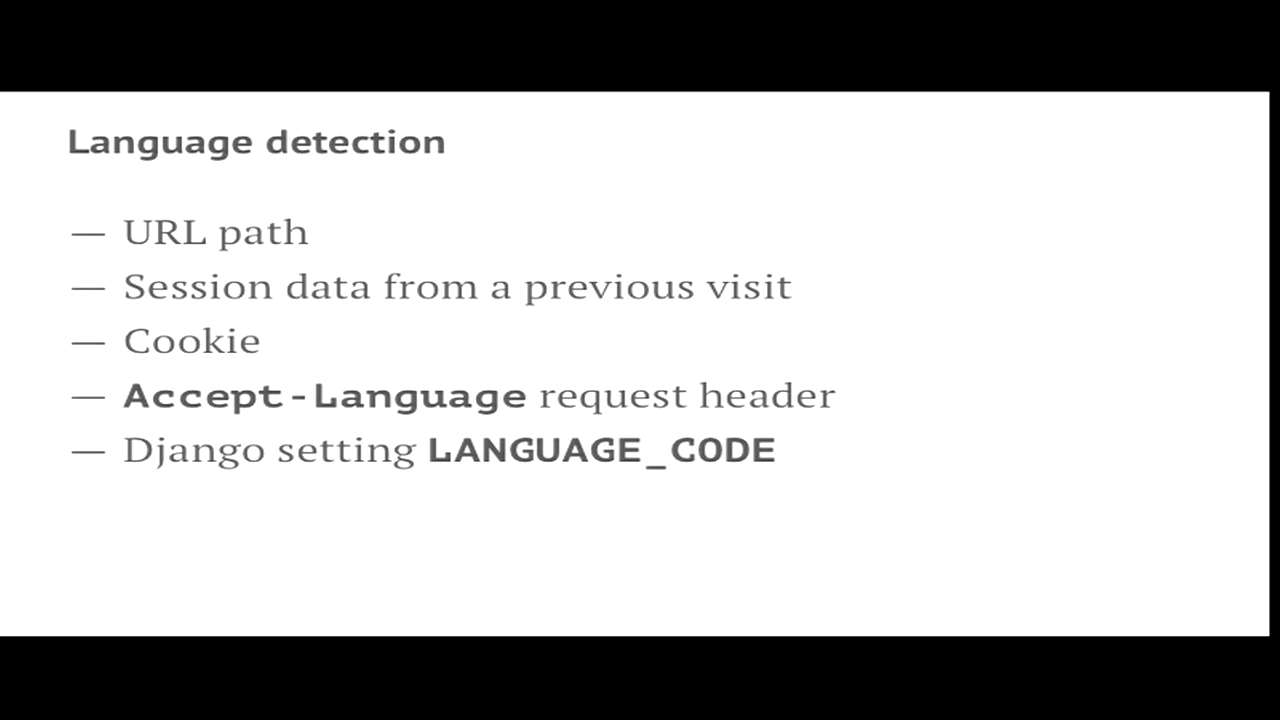 Language detection
— URL path
— Session data from a previous visit
— Cookie
— Accept-Language request header
— Django setting LANGUAGE_CODE